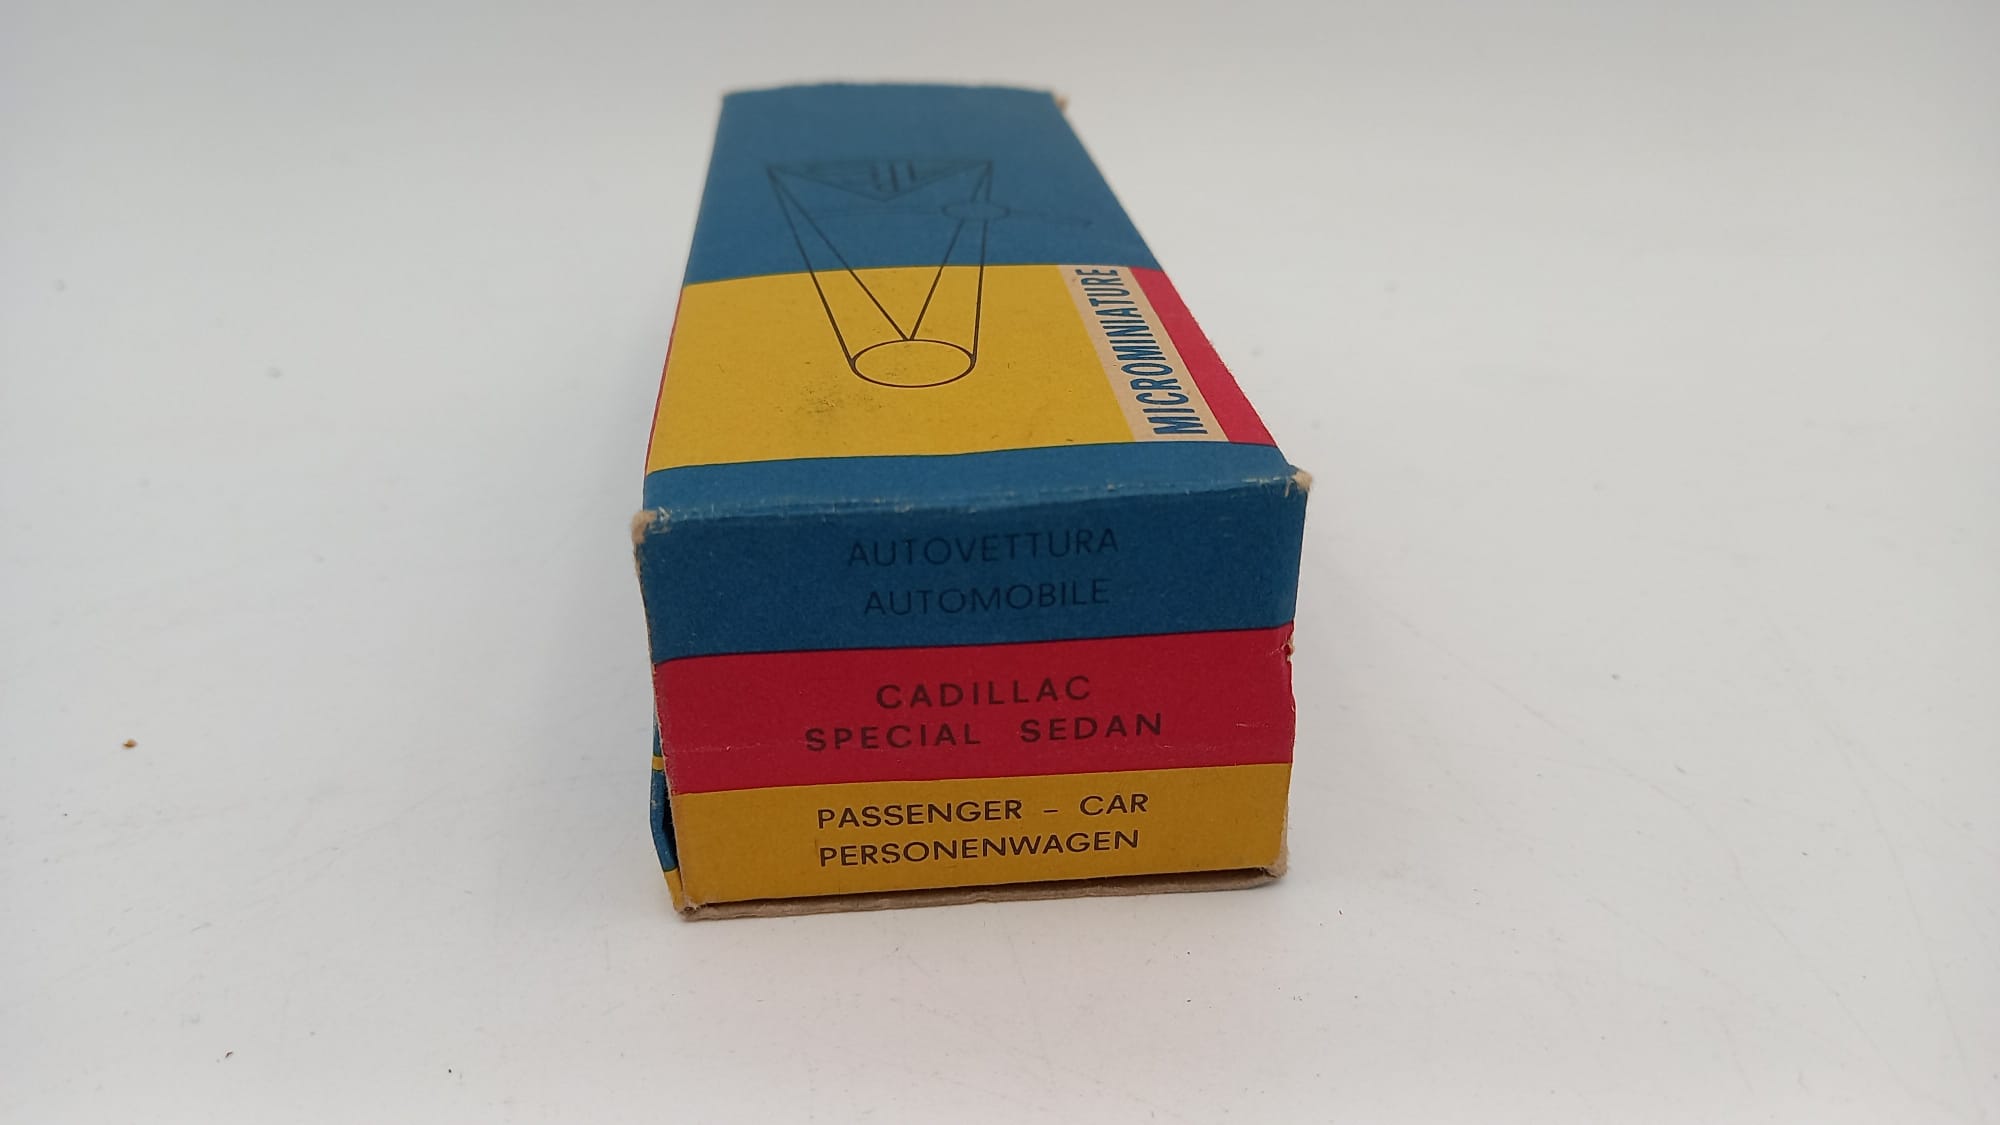 MICROMINIATURE
AUTOVETTURA
AUTOMOBILE
CADILLAC
SPECIAL SEDAN
PASSENGER - CAR
PERSONENWAGEN